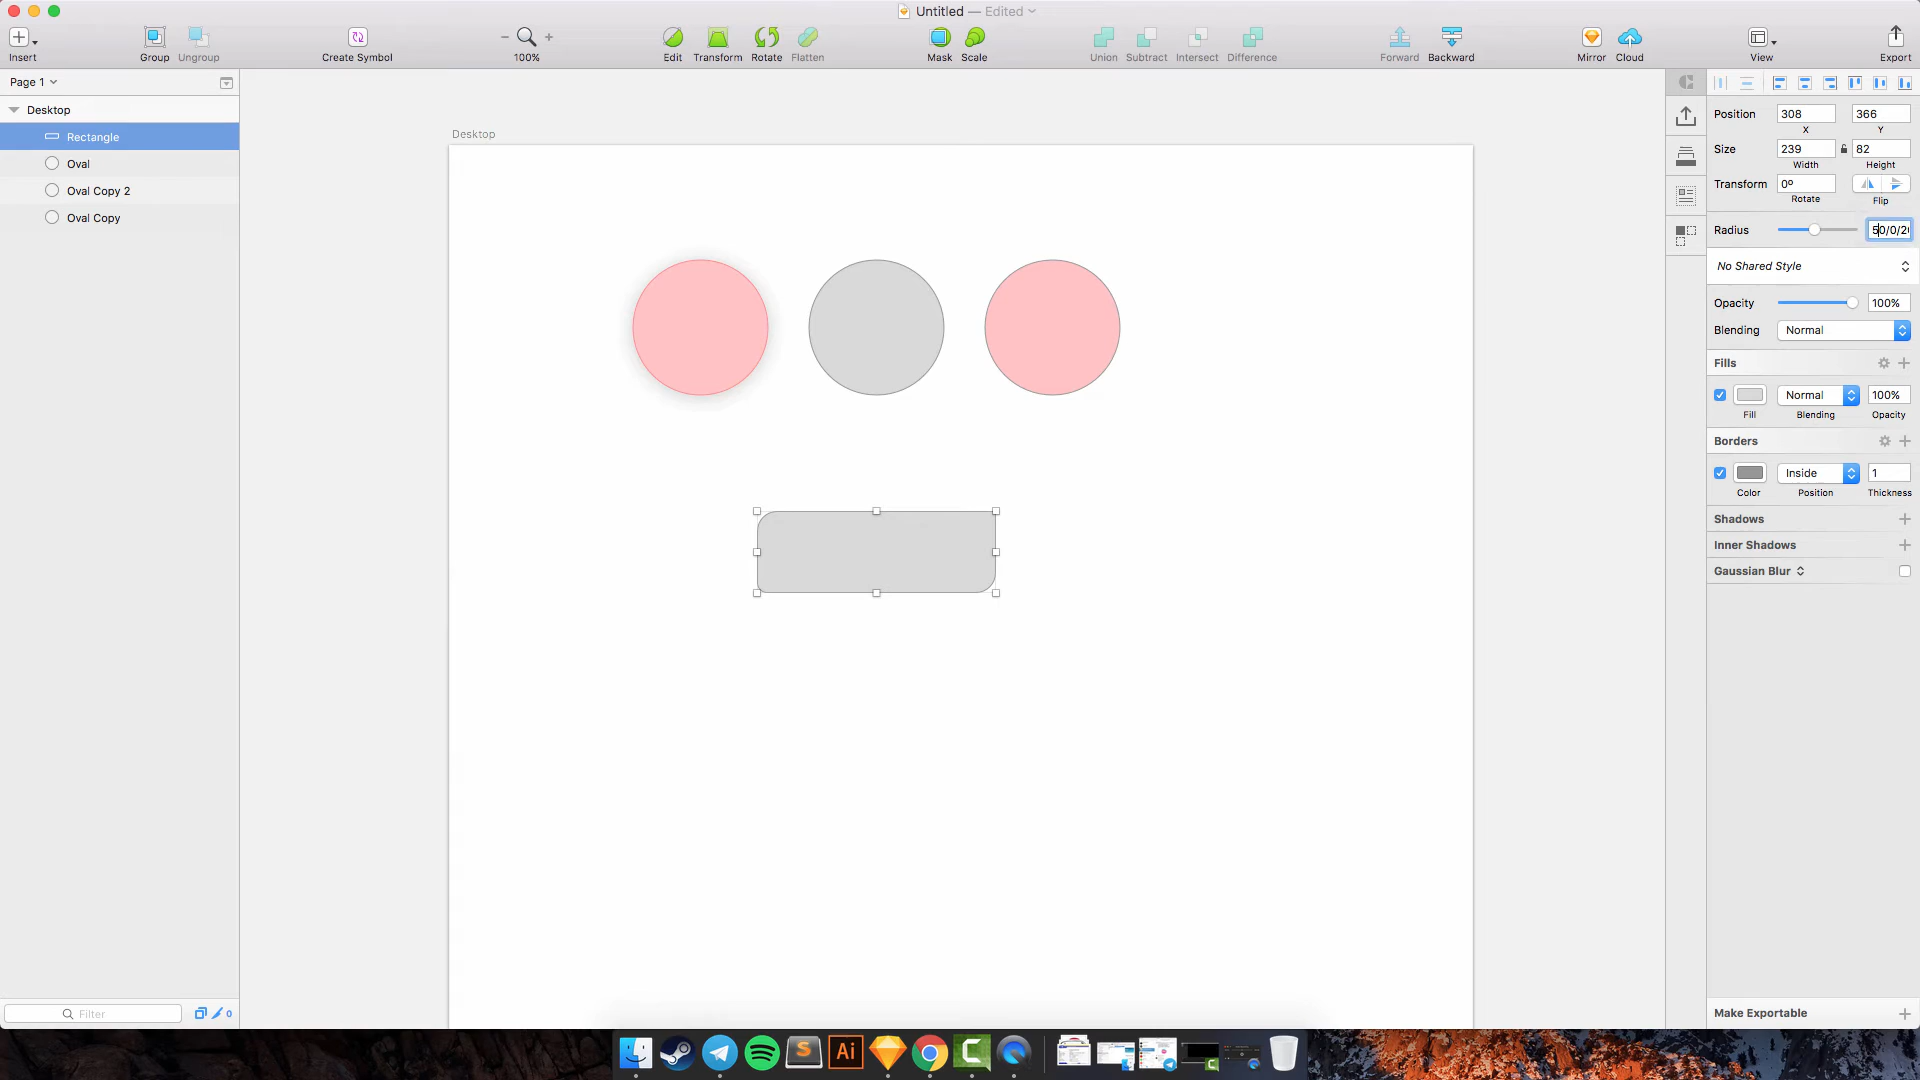 Untitled — Edited
Insert
Group
Ungroup
Create Symbol
100%
Edit
Transform
Rotate
Flatten
Mask
Scale
Union
Subtract
Intersect
Difference
Forward
Backward
Mirror
Cloud
View
Export
Page 1
Desktop
Rectangle
Oval
Oval Copy 2
Oval Copy
Filter
0
Desktop
Position
308
366
X
Y
Size
239
82
Width
Height
Transform
0º
Rotate
Flip
Radius
50/0/20
No Shared Style
Opacity
100%
Blending
Normal
Fills
Normal
100%
Fill
Blending
Opacity
Borders
Inside
1
Color
Position
Thickness
Shadows
Inner Shadows
Gaussian Blur
Make Exportable
S
Ai
C